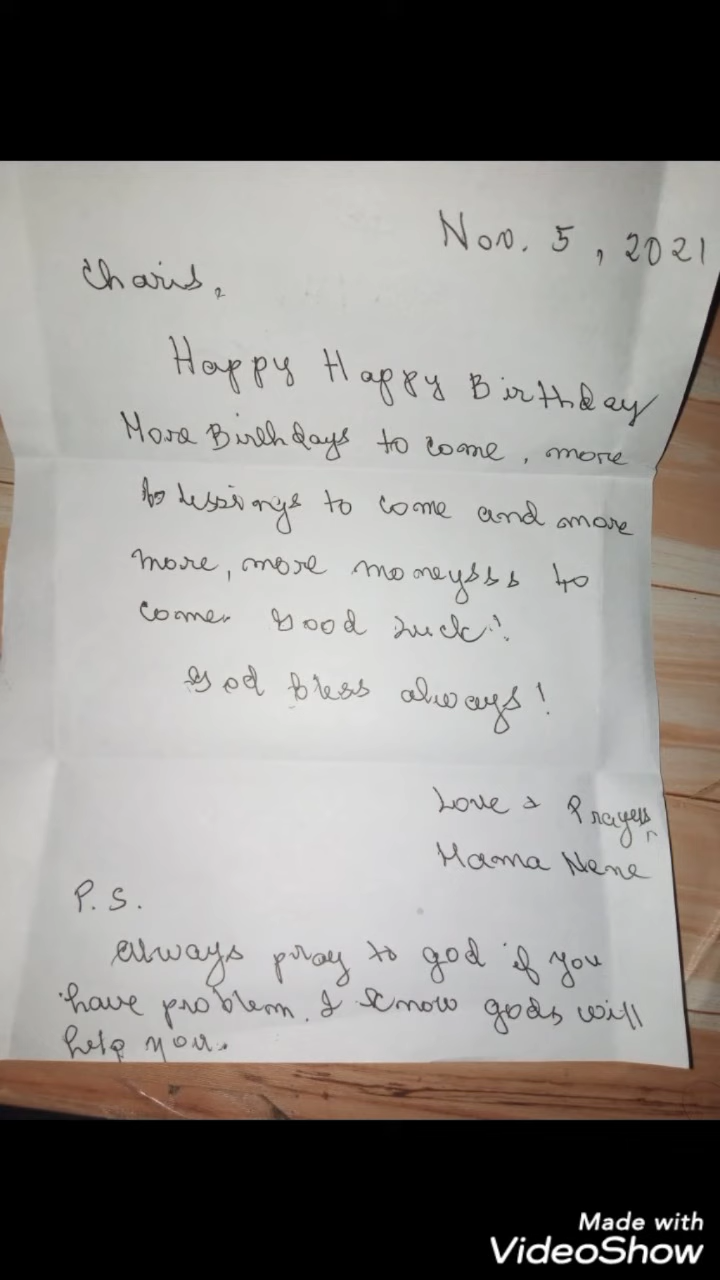 Nov. 5, 2021
Charis,
Happy Happy Birthday
More Birthdays to come, more
blessings to come and more
more, more moneysss to
come. Good Luck!
God bless always!
Love & Prayers,
Mama Nene
P.S.
Always pray to god if you
have problem. I know gods will
help you.
Made with
VideoShow